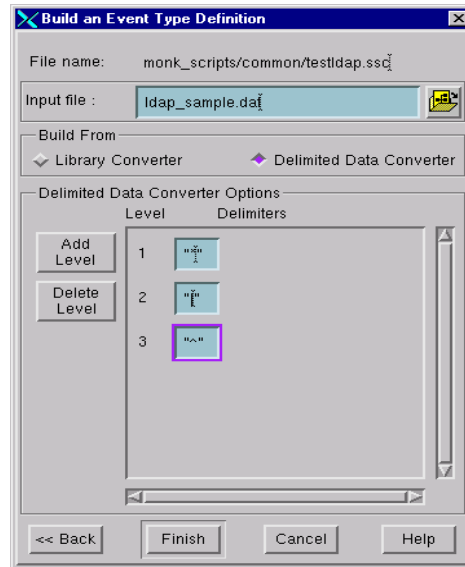 Build an Event Type Definition
File name: monk_scripts/common/testldap.ssc
Input file : ldap_sample.dat
Build From
Library Converter Delimited Data Converter
Delimited Data Converter Options
Level Delimiters
Add Level
1
Delete Level
2
3 "^"
<< Back Finish Cancel Help